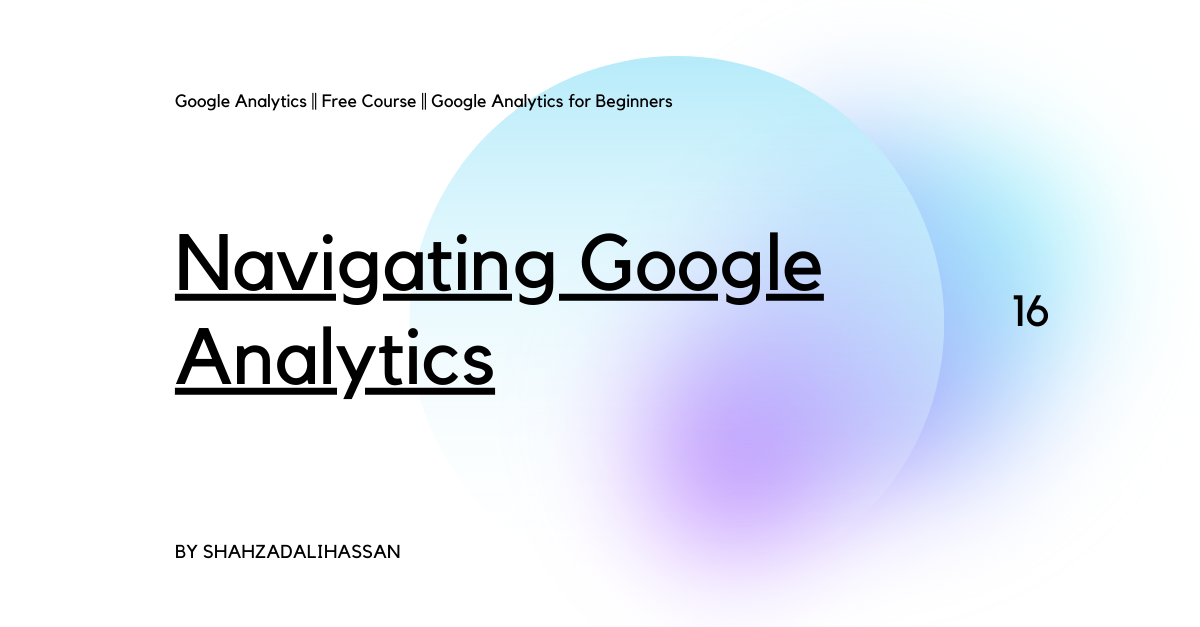 Google Analytics || Free Course || Google Analytics for Beginners
Navigating Google
Analytics
16
BY SHAHZADALIHASSAN